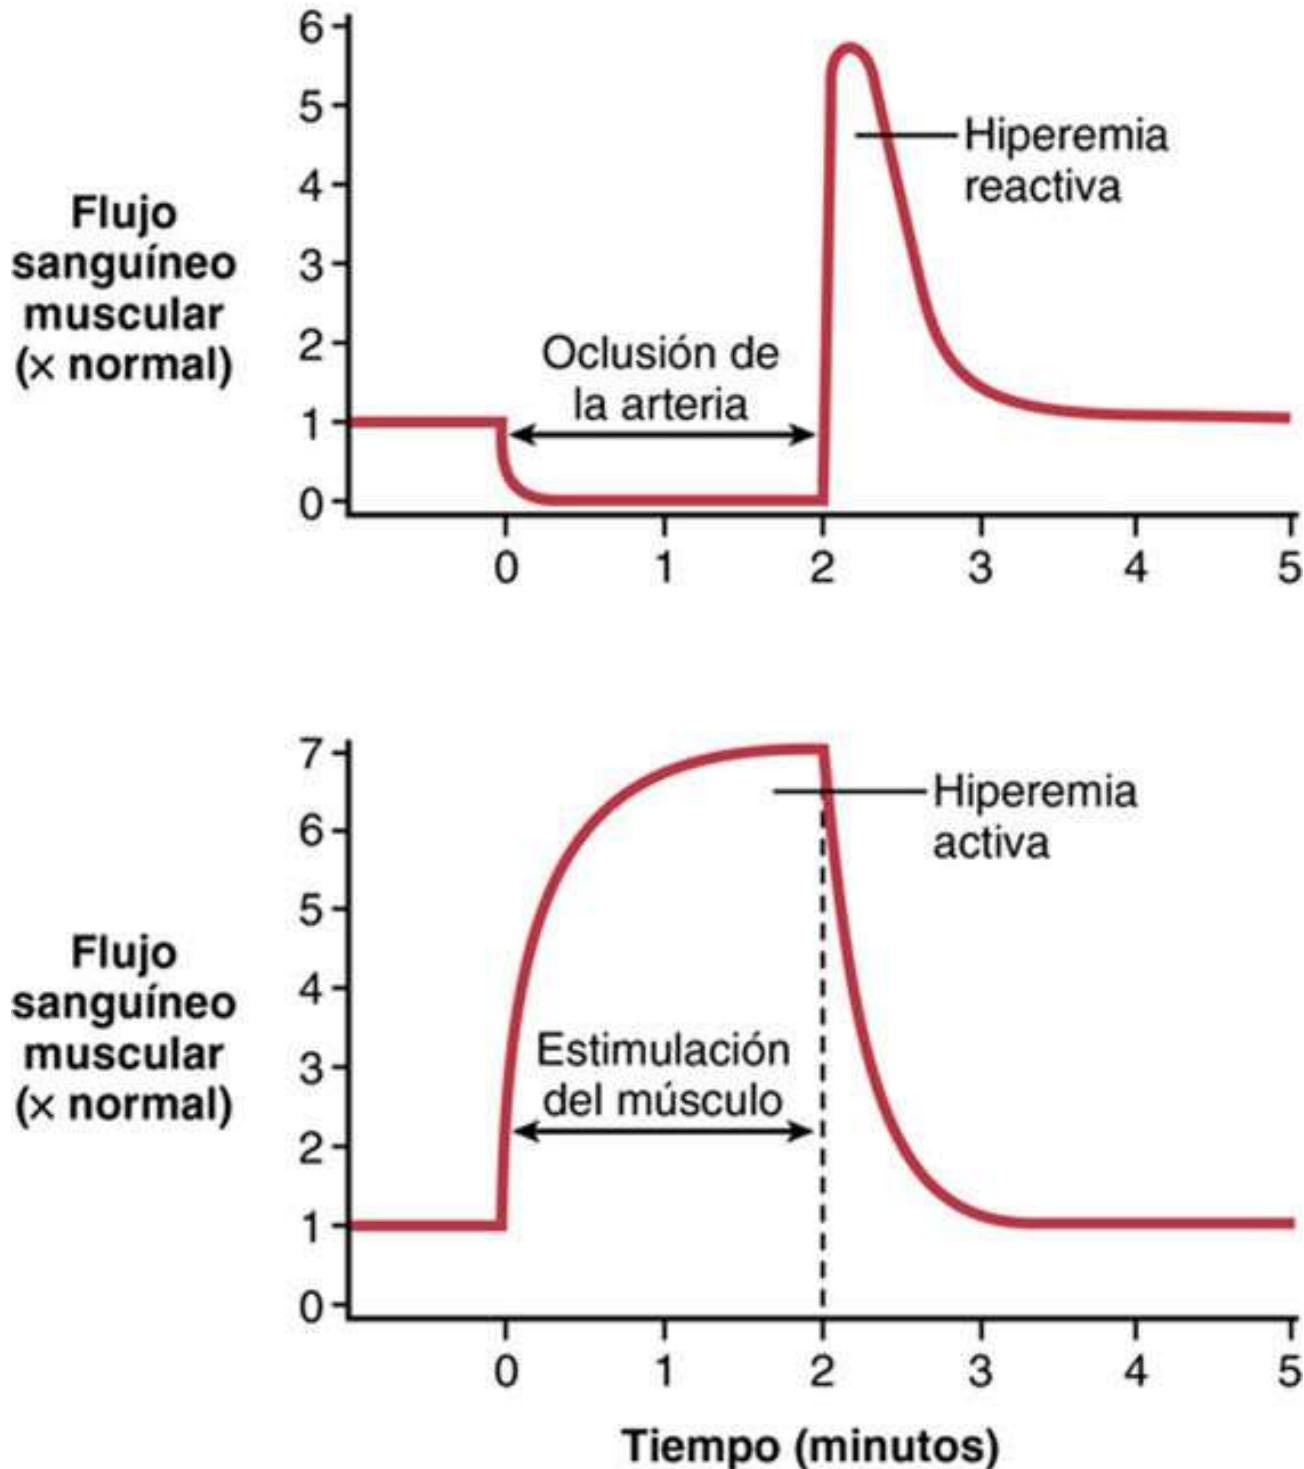 6
5
4
3
2
1
0
Flujo
sanguíneo
muscular
(× normal)
Hiperemia
reactiva
Oclusión de
la arteria
0 1 2 3 4 5
7
6
5
4
3
2
1
0
Flujo
sanguíneo
muscular
(× normal)
Hiperemia
activa
Estimulación
del músculo
0 1 2 3 4 5
Tiempo (minutos)